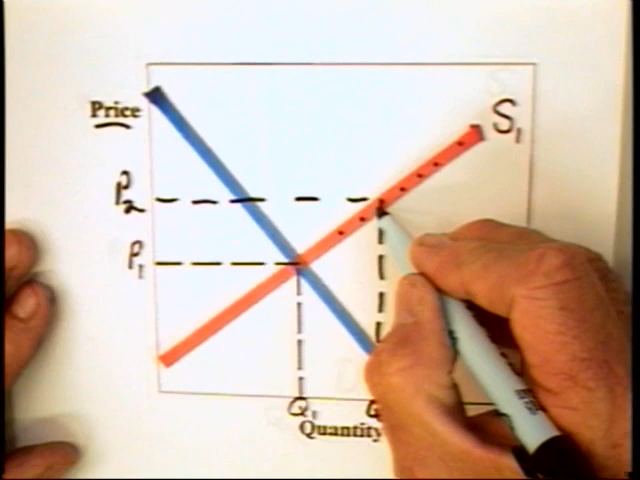 Price
S₁
P₂
P₁
Q₁
Quantity